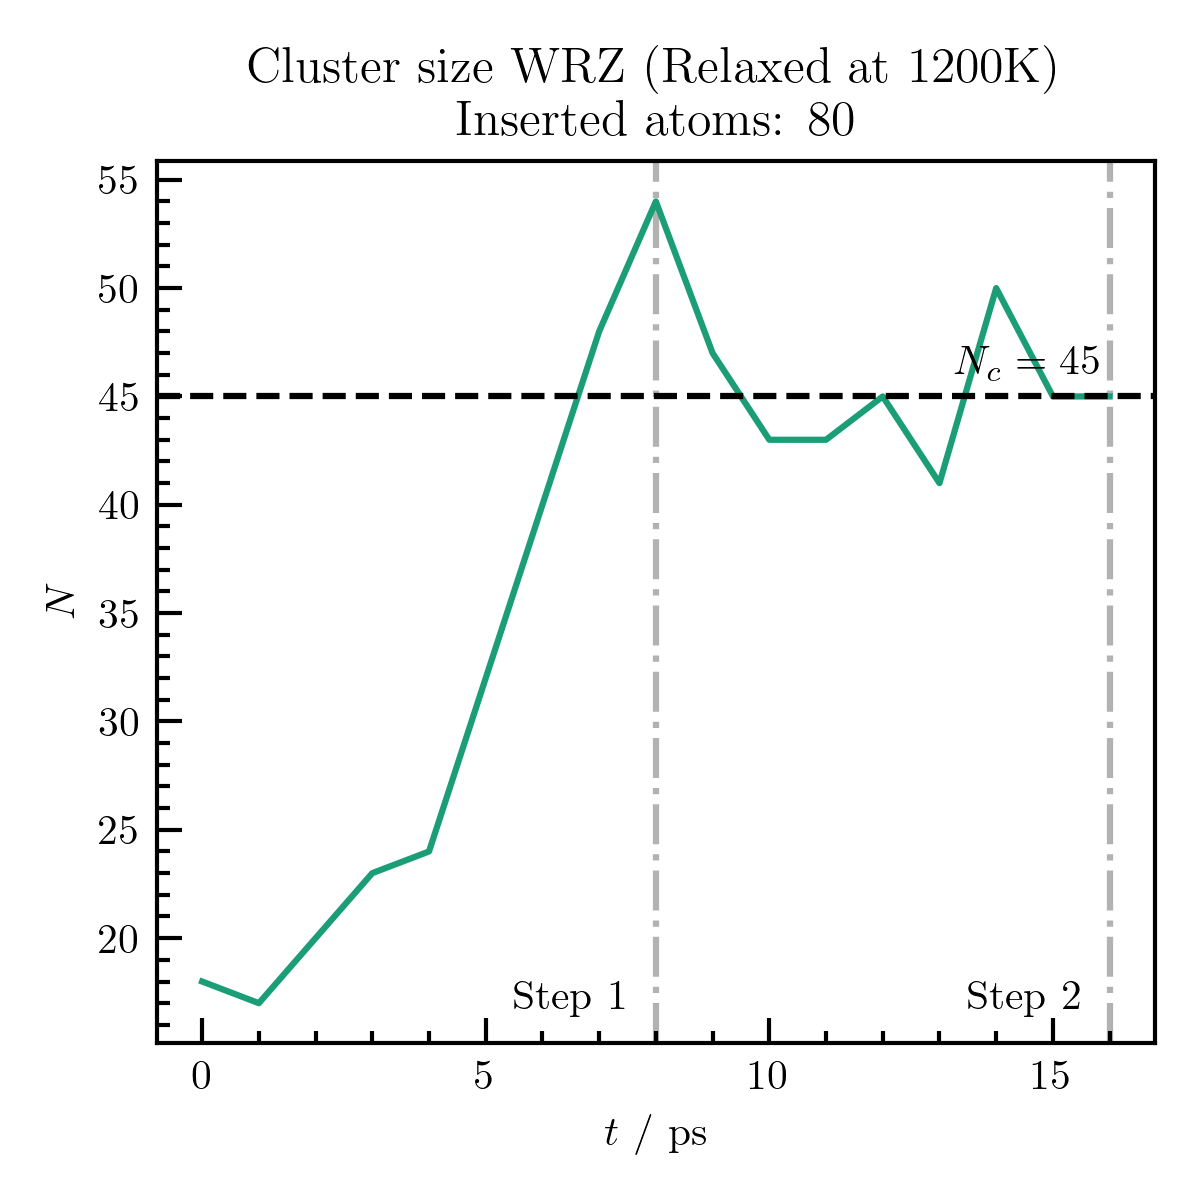 Cluster size WRZ (Relaxed at 1200K)
Inserted atoms: 80
55
50
45
40
35
30
25
20
N
N_c = 45
Step 1
Step 2
0 5 10 15
t / ps